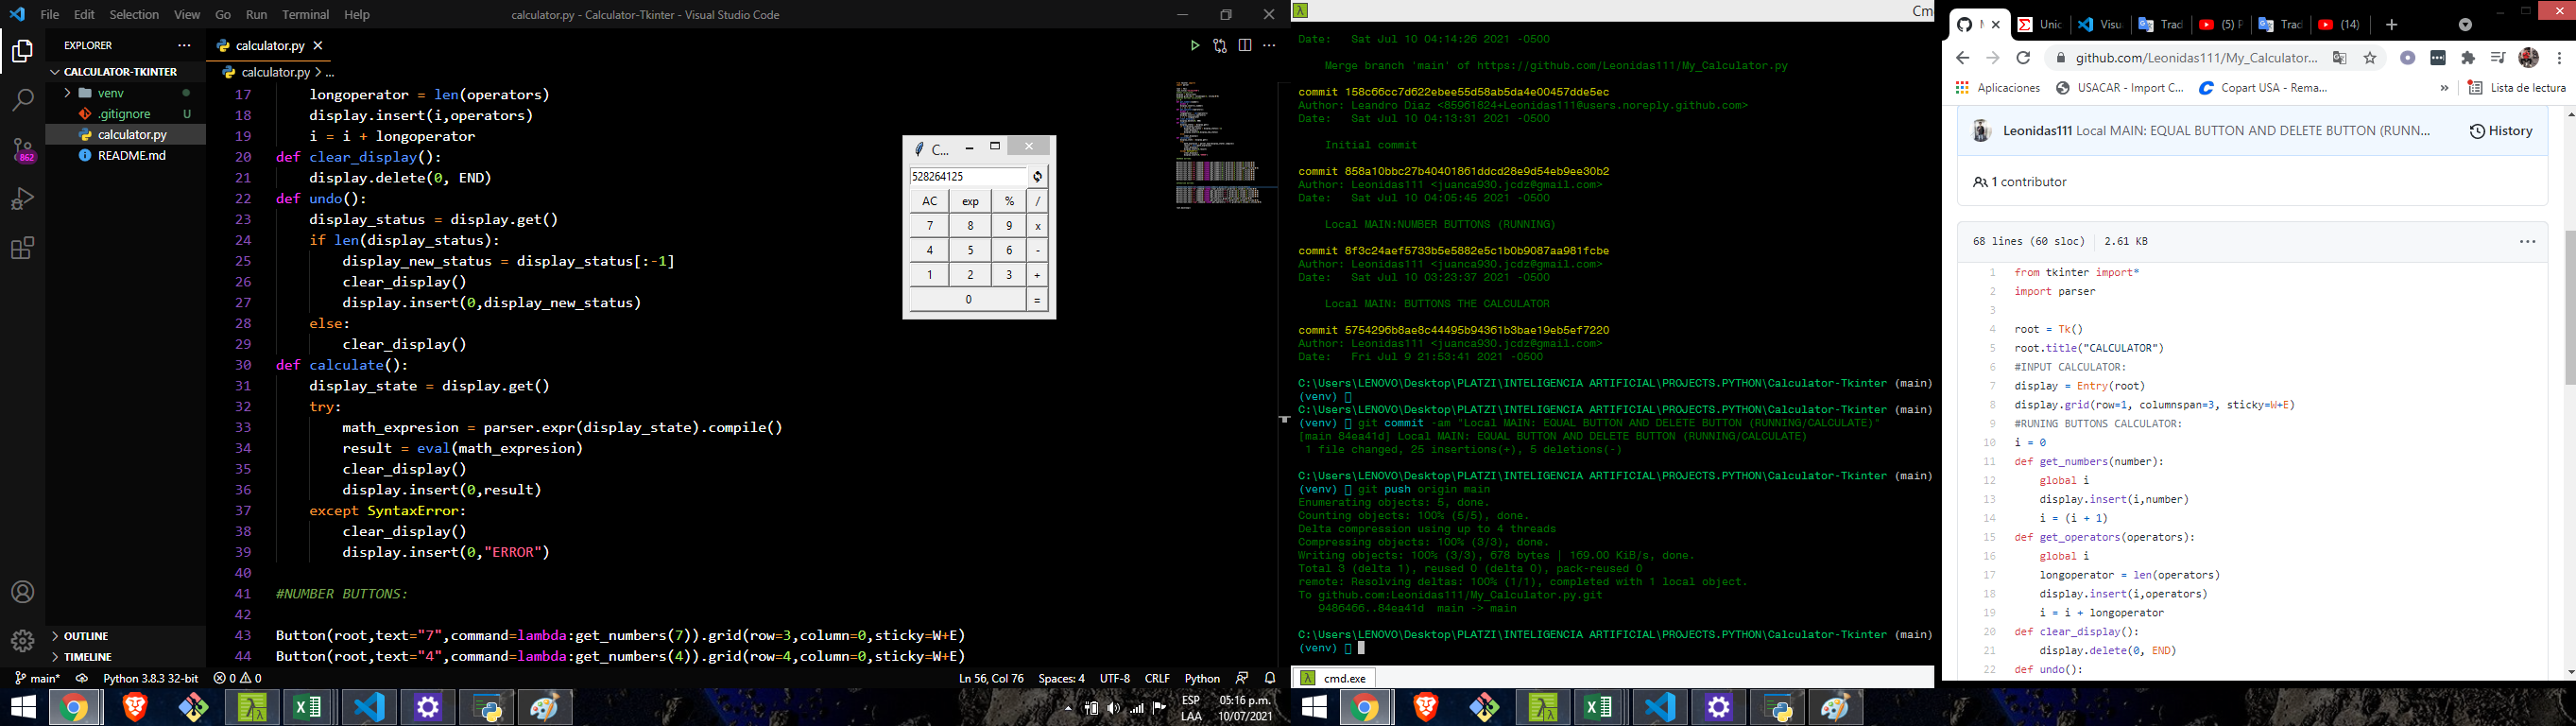 File Edit Selection View Go Run Terminal Help
calculator.py - Calculator-Tkinter - Visual Studio Code
EXPLORER
CALCULATOR-TKINTER
venv
.gitignore U
calculator.py
README.md
862
OUTLINE
TIMELINE
calculator.py
calculator.py > ...
17 longoperator = len(operators)
18 display.insert(i,operators)
19 i = i + longoperator
20 def clear_display():
21 display.delete(0, END)
22 def undo():
23 display_status = display.get()
24 if len(display_status):
25 display_new_status = display_status[:-1]
26 clear_display()
27 display.insert(0,display_new_status)
28 else:
29 clear_display()
30 def calculate():
31 display_state = display.get()
32 try:
33 math_expresion = parser.expr(display_state).compile()
34 result = eval(math_expresion)
35 clear_display()
36 display.insert(0,result)
37 except SyntaxError:
38 clear_display()
39 display.insert(0,"ERROR")
40
41 #NUMBER BUTTONS:
42
43 Button(root,text="7",command=lambda:get_numbers(7)).grid(row=3,column=0,sticky=W+E)
44 Button(root,text="4",command=lambda:get_numbers(4)).grid(row=4,column=0,sticky=W+E)
C...
528264125
AC exp % /
7 8 9 x
4 5 6 -
1 2 3 +
0 =
main* Python 3.8.3 32-bit 0 0 Ln 56, Col 76 Spaces: 4 UTF-8 CRLF Python
ESP 05:16 p.m.
LAA 10/07/2021
Cm
Date: Sat Jul 10 04:14:26 2021 -0500
Merge branch 'main' of https://github.com/Leonidas111/My_Calculator.py
commit 158c66cc7d622ebee55d58ab5da4e00457dde5ec
Author: Leandro Diaz <85961824+Leonidas111@users.noreply.github.com>
Date: Sat Jul 10 04:13:31 2021 -0500
Initial commit
commit 858a10bbc27b40401861ddcd28e9d54eb9ee30b2
Author: Leonidas111 <juanca930.jcdz@gmail.com>
Date: Sat Jul 10 04:05:45 2021 -0500
Local MAIN:NUMBER BUTTONS (RUNNING)
commit 8f3c24aef5733b5e5882e5c1b0b9087aa981fcbe
Author: Leonidas111 <juanca930.jcdz@gmail.com>
Date: Sat Jul 10 03:23:37 2021 -0500
Local MAIN: BUTTONS THE CALCULATOR
commit 5754296b8ae8c44495b94361b3bae19eb5ef7220
Author: Leonidas111 <juanca930.jcdz@gmail.com>
Date: Fri Jul 9 21:53:41 2021 -0500
C:\Users\LENOVO\Desktop\PLATZI\INTELIGENCIA ARTIFICIAL\PROJECTS.PYTHON\Calculator-Tkinter (main)
(venv)
C:\Users\LENOVO\Desktop\PLATZI\INTELIGENCIA ARTIFICIAL\PROJECTS.PYTHON\Calculator-Tkinter (main)
(venv) git commit -am "Local MAIN: EQUAL BUTTON AND DELETE BUTTON (RUNNING/CALCULATE)"
[main 84ea41d] Local MAIN: EQUAL BUTTON AND DELETE BUTTON (RUNNING/CALCULATE)
1 file changed, 25 insertions(+), 5 deletions(-)
C:\Users\LENOVO\Desktop\PLATZI\INTELIGENCIA ARTIFICIAL\PROJECTS.PYTHON\Calculator-Tkinter (main)
(venv) git push origin main
Enumerating objects: 5, done.
Counting objects: 100% (5/5), done.
Delta compression using up to 4 threads
Compressing objects: 100% (3/3), done.
Writing objects: 100% (3/3), 678 bytes | 169.00 KiB/s, done.
Total 3 (delta 1), reused 0 (delta 0), pack-reused 0
remote: Resolving deltas: 100% (1/1), completed with 1 local object.
To github.com:Leonidas111/My_Calculator.py.git
9486466..84ea41d main -> main
C:\Users\LENOVO\Desktop\PLATZI\INTELIGENCIA ARTIFICIAL\PROJECTS.PYTHON\Calculator-Tkinter (main)
(venv)
cmd.exe
Unic Visu Trad (5) Trad (14)
github.com/Leonidas111/My_Calculator...
Aplicaciones USACAR - Import C... Copart USA - Rema... » Lista de lectura
Leonidas111 Local MAIN: EQUAL BUTTON AND DELETE BUTTON (RUNN... History
1 contributor
68 lines (60 sloc) 2.61 KB
1 from tkinter import*
2 import parser
3
4 root = Tk()
5 root.title("CALCULATOR")
6 #INPUT CALCULATOR:
7 display = Entry(root)
8 display.grid(row=1, columnspan=3, sticky=W+E)
9 #RUNING BUTTONS CALCULATOR:
10 i = 0
11 def get_numbers(number):
12 global i
13 display.insert(i,number)
14 i = (i + 1)
15 def get_operators(operators):
16 global i
17 longoperator = len(operators)
18 display.insert(i,operators)
19 i = i + longoperator
20 def clear_display():
21 display.delete(0, END)
22 def undo():